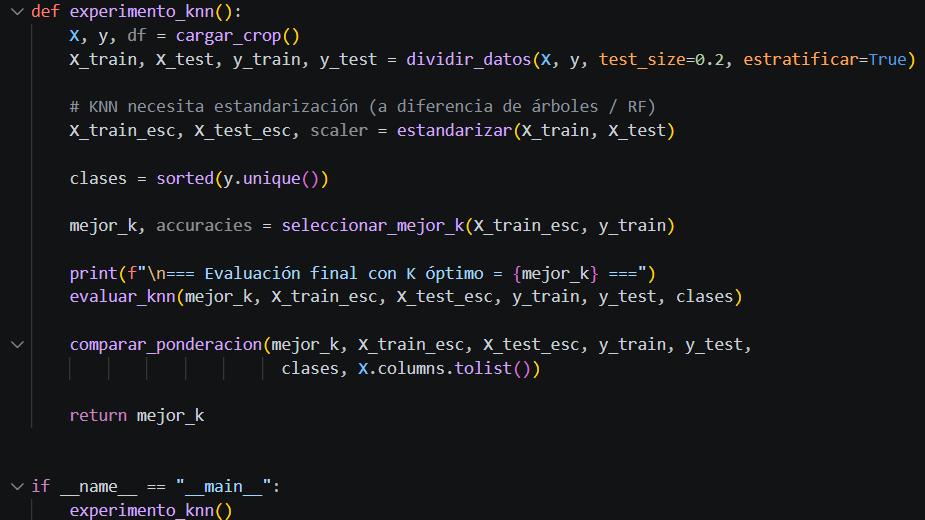 def experimento_knn():
    X, y, df = cargar_crop()
    X_train, X_test, y_train, y_test = dividir_datos(X, y, test_size=0.2, estratificar=True)
    # KNN necesita estandarización (a diferencia de árboles / RF)
    X_train_esc, X_test_esc, scaler = estandarizar(X_train, X_test)
    clases = sorted(y.unique())
    mejor_k, accuracies = seleccionar_mejor_k(X_train_esc, y_train)
    print(f"\n=== Evaluación final con K óptimo = {mejor_k} ===")
    evaluar_knn(mejor_k, X_train_esc, X_test_esc, y_train, y_test, clases)
    comparar_ponderacion(mejor_k, X_train_esc, X_test_esc, y_train, y_test,
                          clases, X.columns.tolist())
    return mejor_k
if __name__ == "__main__":
    experimento_knn()